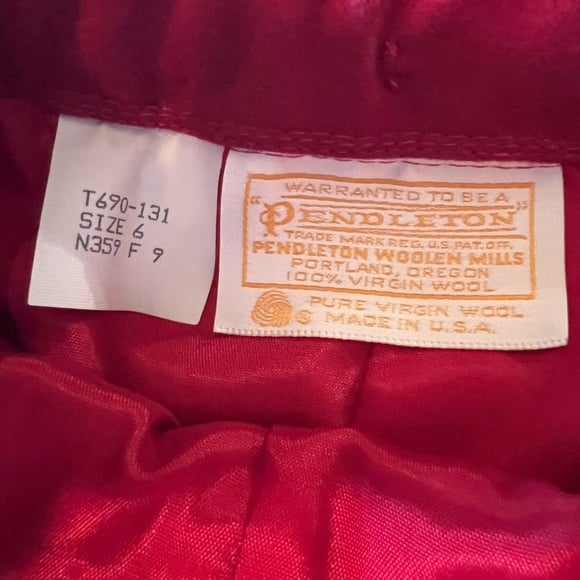 T690-131
SIZE 6
N359 F 9
WARRANTED TO BE A
"PENDLETON"
TRADE MARK REG. U.S. PAT. OFF.
PENDLETON WOOLEN MILLS
PORTLAND, OREGON
100% VIRGIN WOOL
PURE VIRGIN WOOL
® MADE IN U.S.A.